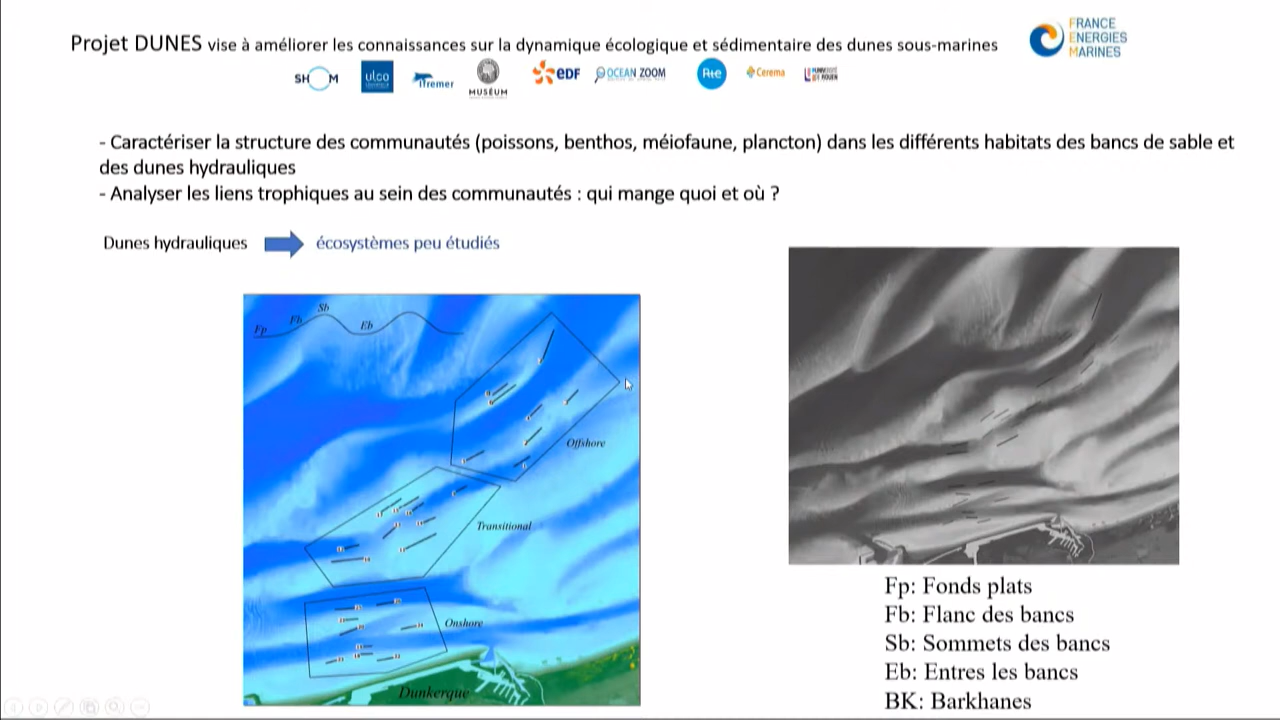 Projet DUNES vise à améliorer les connaissances sur la dynamique écologique et sédimentaire des dunes sous-marines
FRANCE
ENERGIES
MARINES
SH M
ulco
Ifremer
MUSÉUM
EDF
OCEAN ZOOM
Rte
Cerema
- Caractériser la structure des communautés (poissons, benthos, méiofaune, plancton) dans les différents habitats des bancs de sable et
des dunes hydrauliques
- Analyser les liens trophiques au sein des communautés : qui mange quoi et où ?
Dunes hydrauliques
écosystèmes peu étudiés
Sb
Fb
Fp
Eb
Offshore
Transitional
Onshore
Dunkerque
Fp: Fonds plats
Fb: Flanc des bancs
Sb: Sommets des bancs
Eb: Entres les bancs
BK: Barkhanes